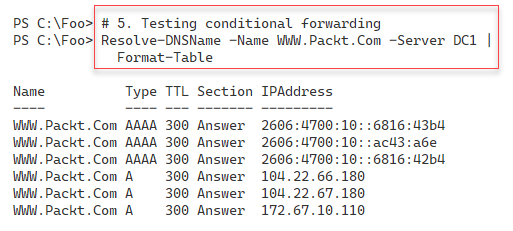 PS C:\Foo> # 5. Testing conditional forwarding
PS C:\Foo> Resolve-DNSName -Name WWW.Packt.Com -Server DC1 |
Format-Table
Name Type TTL Section IPAddress
---- ---- --- ------- ---------
WWW.Packt.Com AAAA 300 Answer 2606:4700:10::6816:43b4
WWW.Packt.Com AAAA 300 Answer 2606:4700:10::ac43:a6e
WWW.Packt.Com AAAA 300 Answer 2606:4700:10::6816:42b4
WWW.Packt.Com A 300 Answer 104.22.66.180
WWW.Packt.Com A 300 Answer 104.22.67.180
WWW.Packt.Com A 300 Answer 172.67.10.110